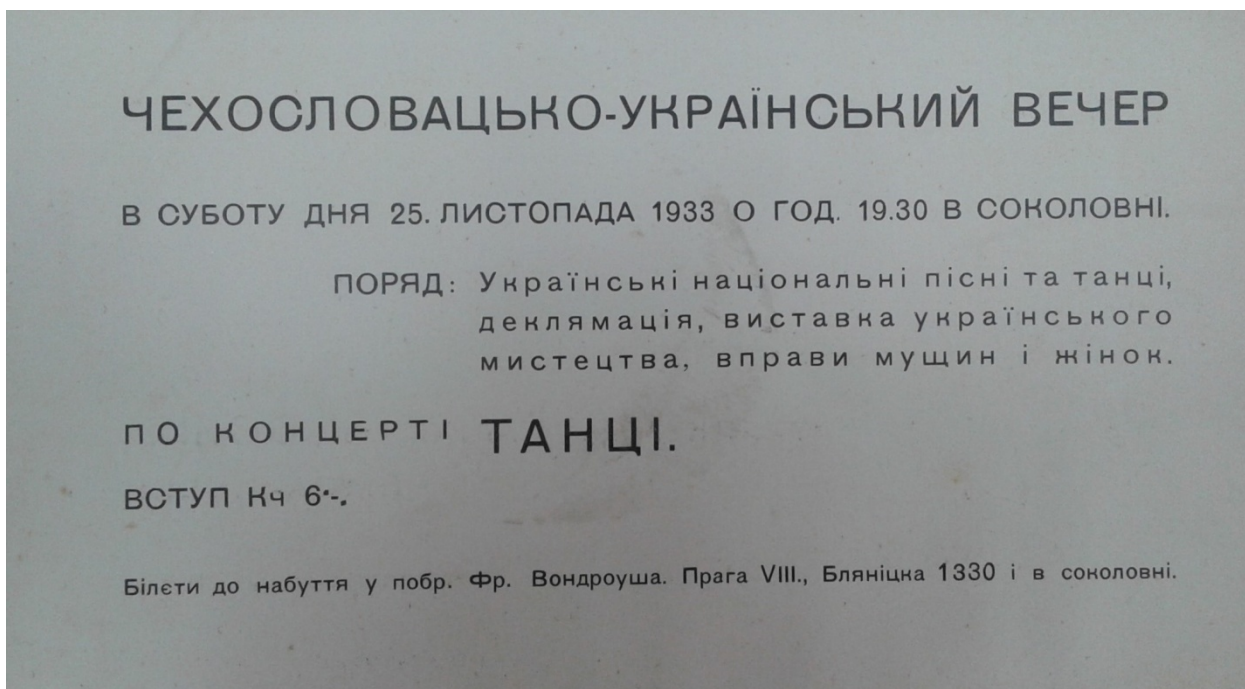 ЧЕХОСЛОВАЦЬКО-УКРАЇНСЬКИЙ ВЕЧЕР
В СУБОТУ ДНЯ 25. ЛИСТОПАДА 1933 О ГОД. 19.30 В СОКОЛОВНІ.
ПОРЯД: Українські національні пісні та танці,
деклямація, виставка українського
мистецтва, вправи мущин і жінок.
ПО КОНЦЕРТІ ТАНЦІ.
ВСТУП Кч 6·-.
Білєти до набуття у побр. Фр. Вондроуша. Прага VIII., Бляніцка 1330 і в соколовні.